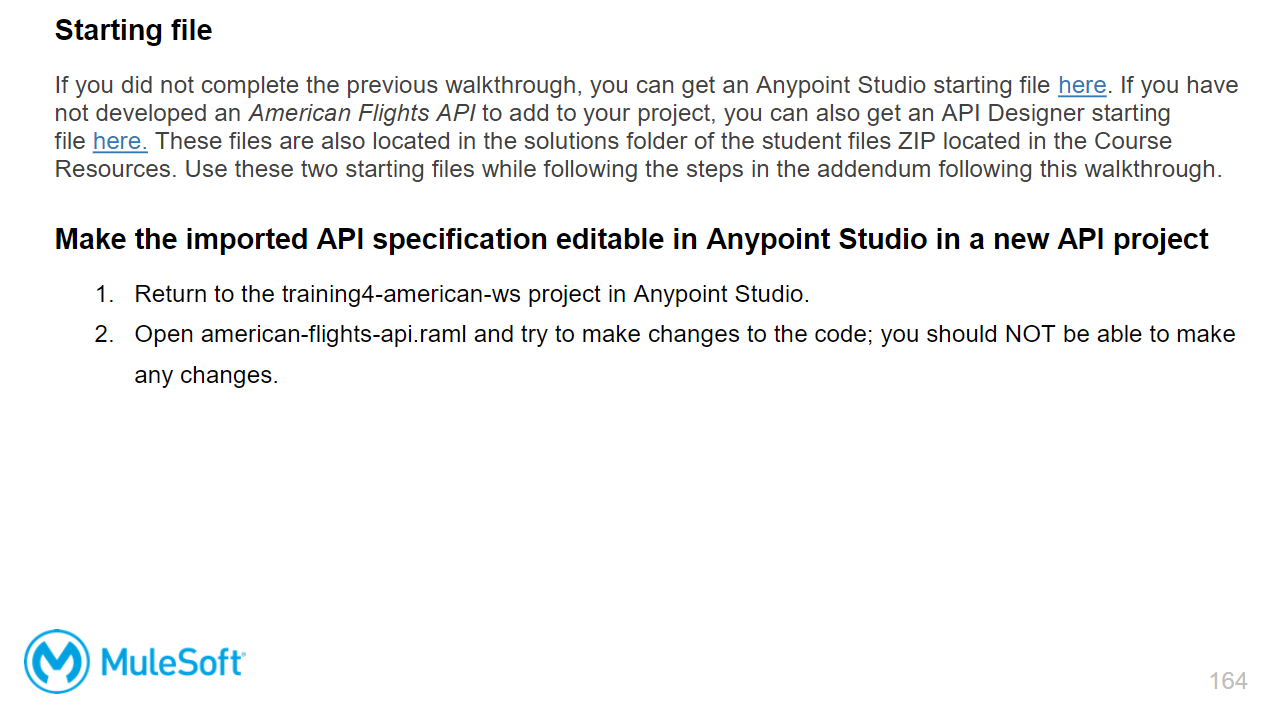 Starting file
If you did not complete the previous walkthrough, you can get an Anypoint Studio starting file here. If you have
not developed an American Flights API to add to your project, you can also get an API Designer starting
file here. These files are also located in the solutions folder of the student files ZIP located in the Course
Resources. Use these two starting files while following the steps in the addendum following this walkthrough.
Make the imported API specification editable in Anypoint Studio in a new API project
1. Return to the training4-american-ws project in Anypoint Studio.
2. Open american-flights-api.raml and try to make changes to the code; you should NOT be able to make
any changes.
MuleSoft
164